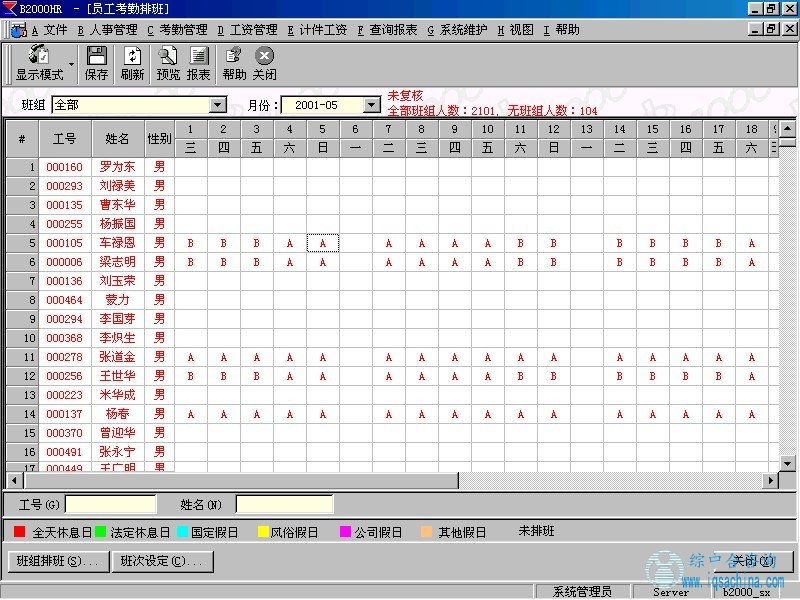 B2000HR - [员工考勤排班]
A 文件 B 人事管理 C 考勤管理 D 工资管理 E 计件工资 F 查询报表 G 系统维护 H 视图 I 帮助
显示模式 保存 刷新 预览 报表 帮助 关闭
班组 全部 月份: 2001-05 未复核
全部班组人数:2101, 无班组人数:104
# 工号 姓名 性别 1 2 3 4 5 6 7 8 9 10 11 12 13 14 15 16 17 18
三 四 五 六 日 一 二 三 四 五 六 日 一 二 三 四 五 六
1 000160 罗为东 男
2 000293 刘禄美 男
3 000135 曹东华 男
4 000255 杨振国 男
5 000105 车禄恩 男 B B B A A A A A A B B B B B B A
6 000006 梁志明 男 B B B A A A A A A B B B B B B A
7 000136 刘玉荣 男
8 000464 蒙力 男
9 000294 李国芽 男
10 000368 李炽生 男
11 000278 张道金 男 A A A A A A A A A A A A A A A A
12 000256 王世华 男 B B B A A A A A A B B B B B B A
13 000223 米华成 男
14 000137 杨春 男 A A A A A A A A A A A A A A A A
15 000370 曾迎华 男
16 000491 张永宁 男
17 000449 王广明 男
工号(G) 姓名(N)
全天休息日 法定休息日 国定假日 风俗假日 公司假日 其他假日 未排班
班组排班(S)... 班次设定(C)... 关闭(X)
www.iqsachina.com
系统管理员 Server b2000_sx